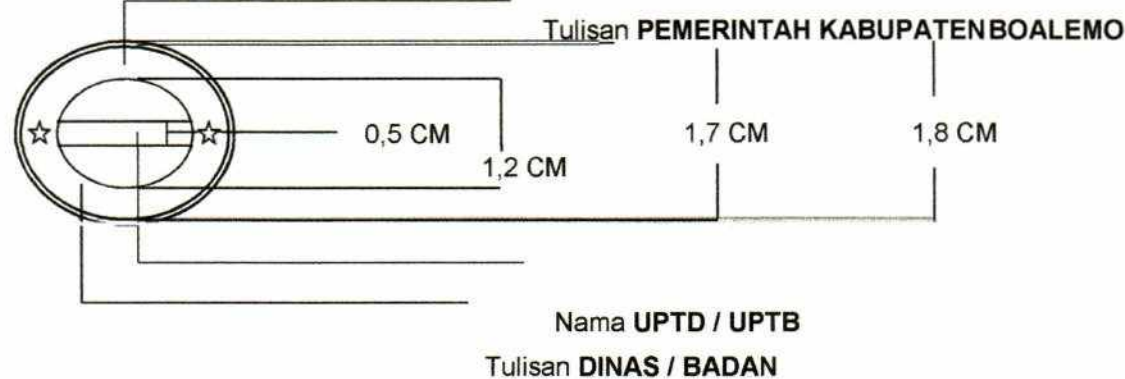 Tulisan PEMERINTAH KABUPATEN BOALEMO
0,5 CM
1,7 CM
1,8 CM
1,2 CM
Nama UPTD / UPTB
Tulisan DINAS / BADAN